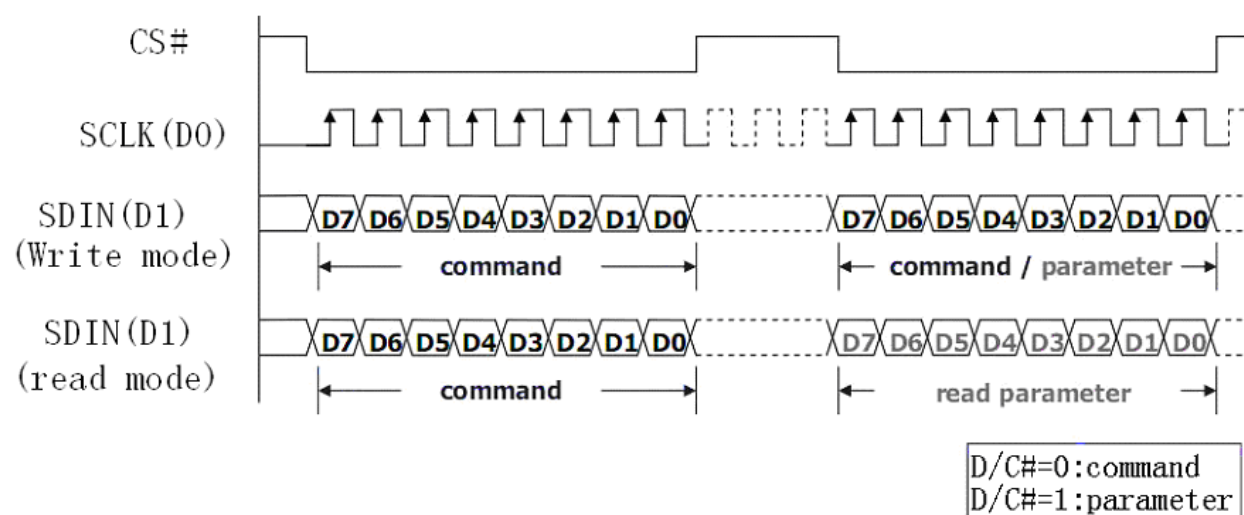 CS#
SCLK(D0)
SDIN(D1)
(Write mode)
D7 D6 D5 D4 D3 D2 D1 D0
D7 D6 D5 D4 D3 D2 D1 D0
command
command / parameter
SDIN(D1)
(read mode)
D7 D6 D5 D4 D3 D2 D1 D0
D7 D6 D5 D4 D3 D2 D1 D0
command
read parameter
D/C#=0:command
D/C#=1:parameter